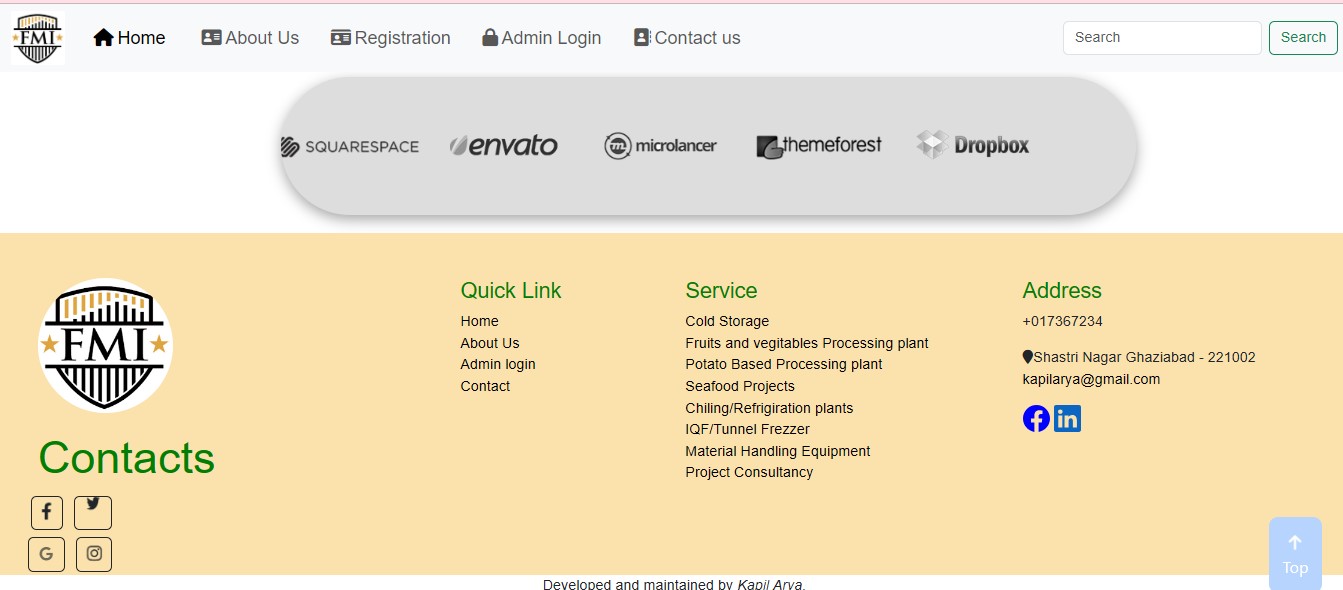 FMI Home About Us Registration Admin Login Contact us Search Search
SQUARESPACE envato microlancer themeforest Dropbox
FMI
Contacts
G
Quick Link
Home
About Us
Admin login
Contact
Service
Cold Storage
Fruits and vegitables Processing plant
Potato Based Processing plant
Seafood Projects
Chiling/Refrigiration plants
IQF/Tunnel Frezzer
Material Handling Equipment
Project Consultancy
Address
+017367234
Shastri Nagar Ghaziabad - 221002
kapilarya@gmail.com
in
Top
Developed and maintained by Kapil Arya.